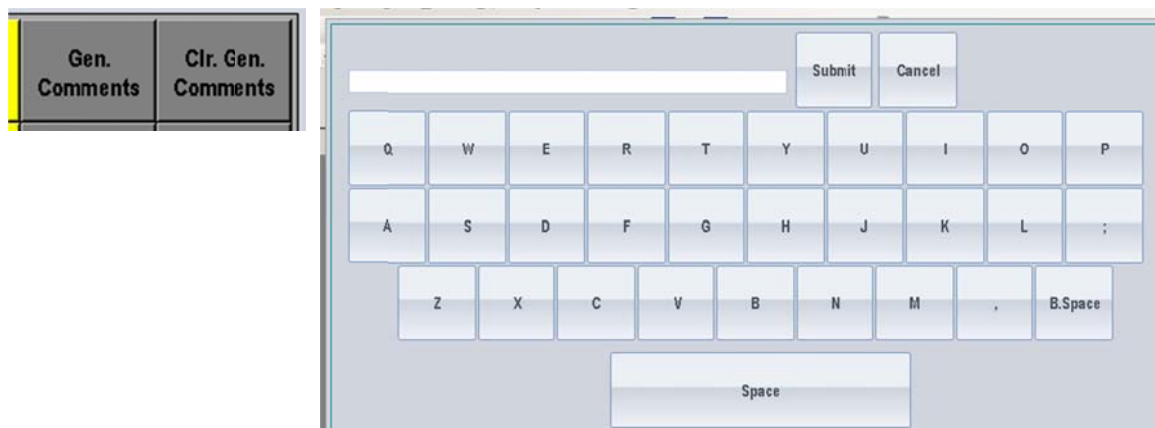 Gen. Comments
Clr. Gen. Comments
Submit Cancel
Q W E R T Y U I O P
A S D F G H J K L ;
Z X C V B N M , B.Space
Space